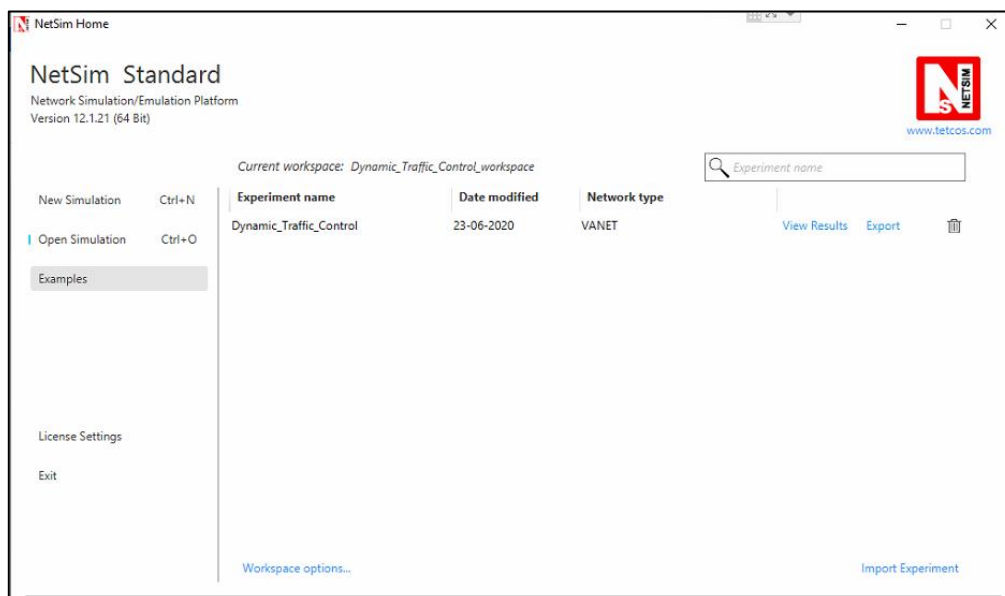 NetSim Home
NetSim Standard
Network Simulation/Emulation Platform
Version 12.1.21 (64 Bit)
NS
NETSIM
www.tetcos.com
Current workspace: Dynamic_Traffic_Control_workspace
Experiment name
New Simulation Ctrl+N
Open Simulation Ctrl+O
Examples
License Settings
Exit
Experiment name Date modified Network type
Dynamic_Traffic_Control 23-06-2020 VANET View Results Export
Workspace options...
Import Experiment